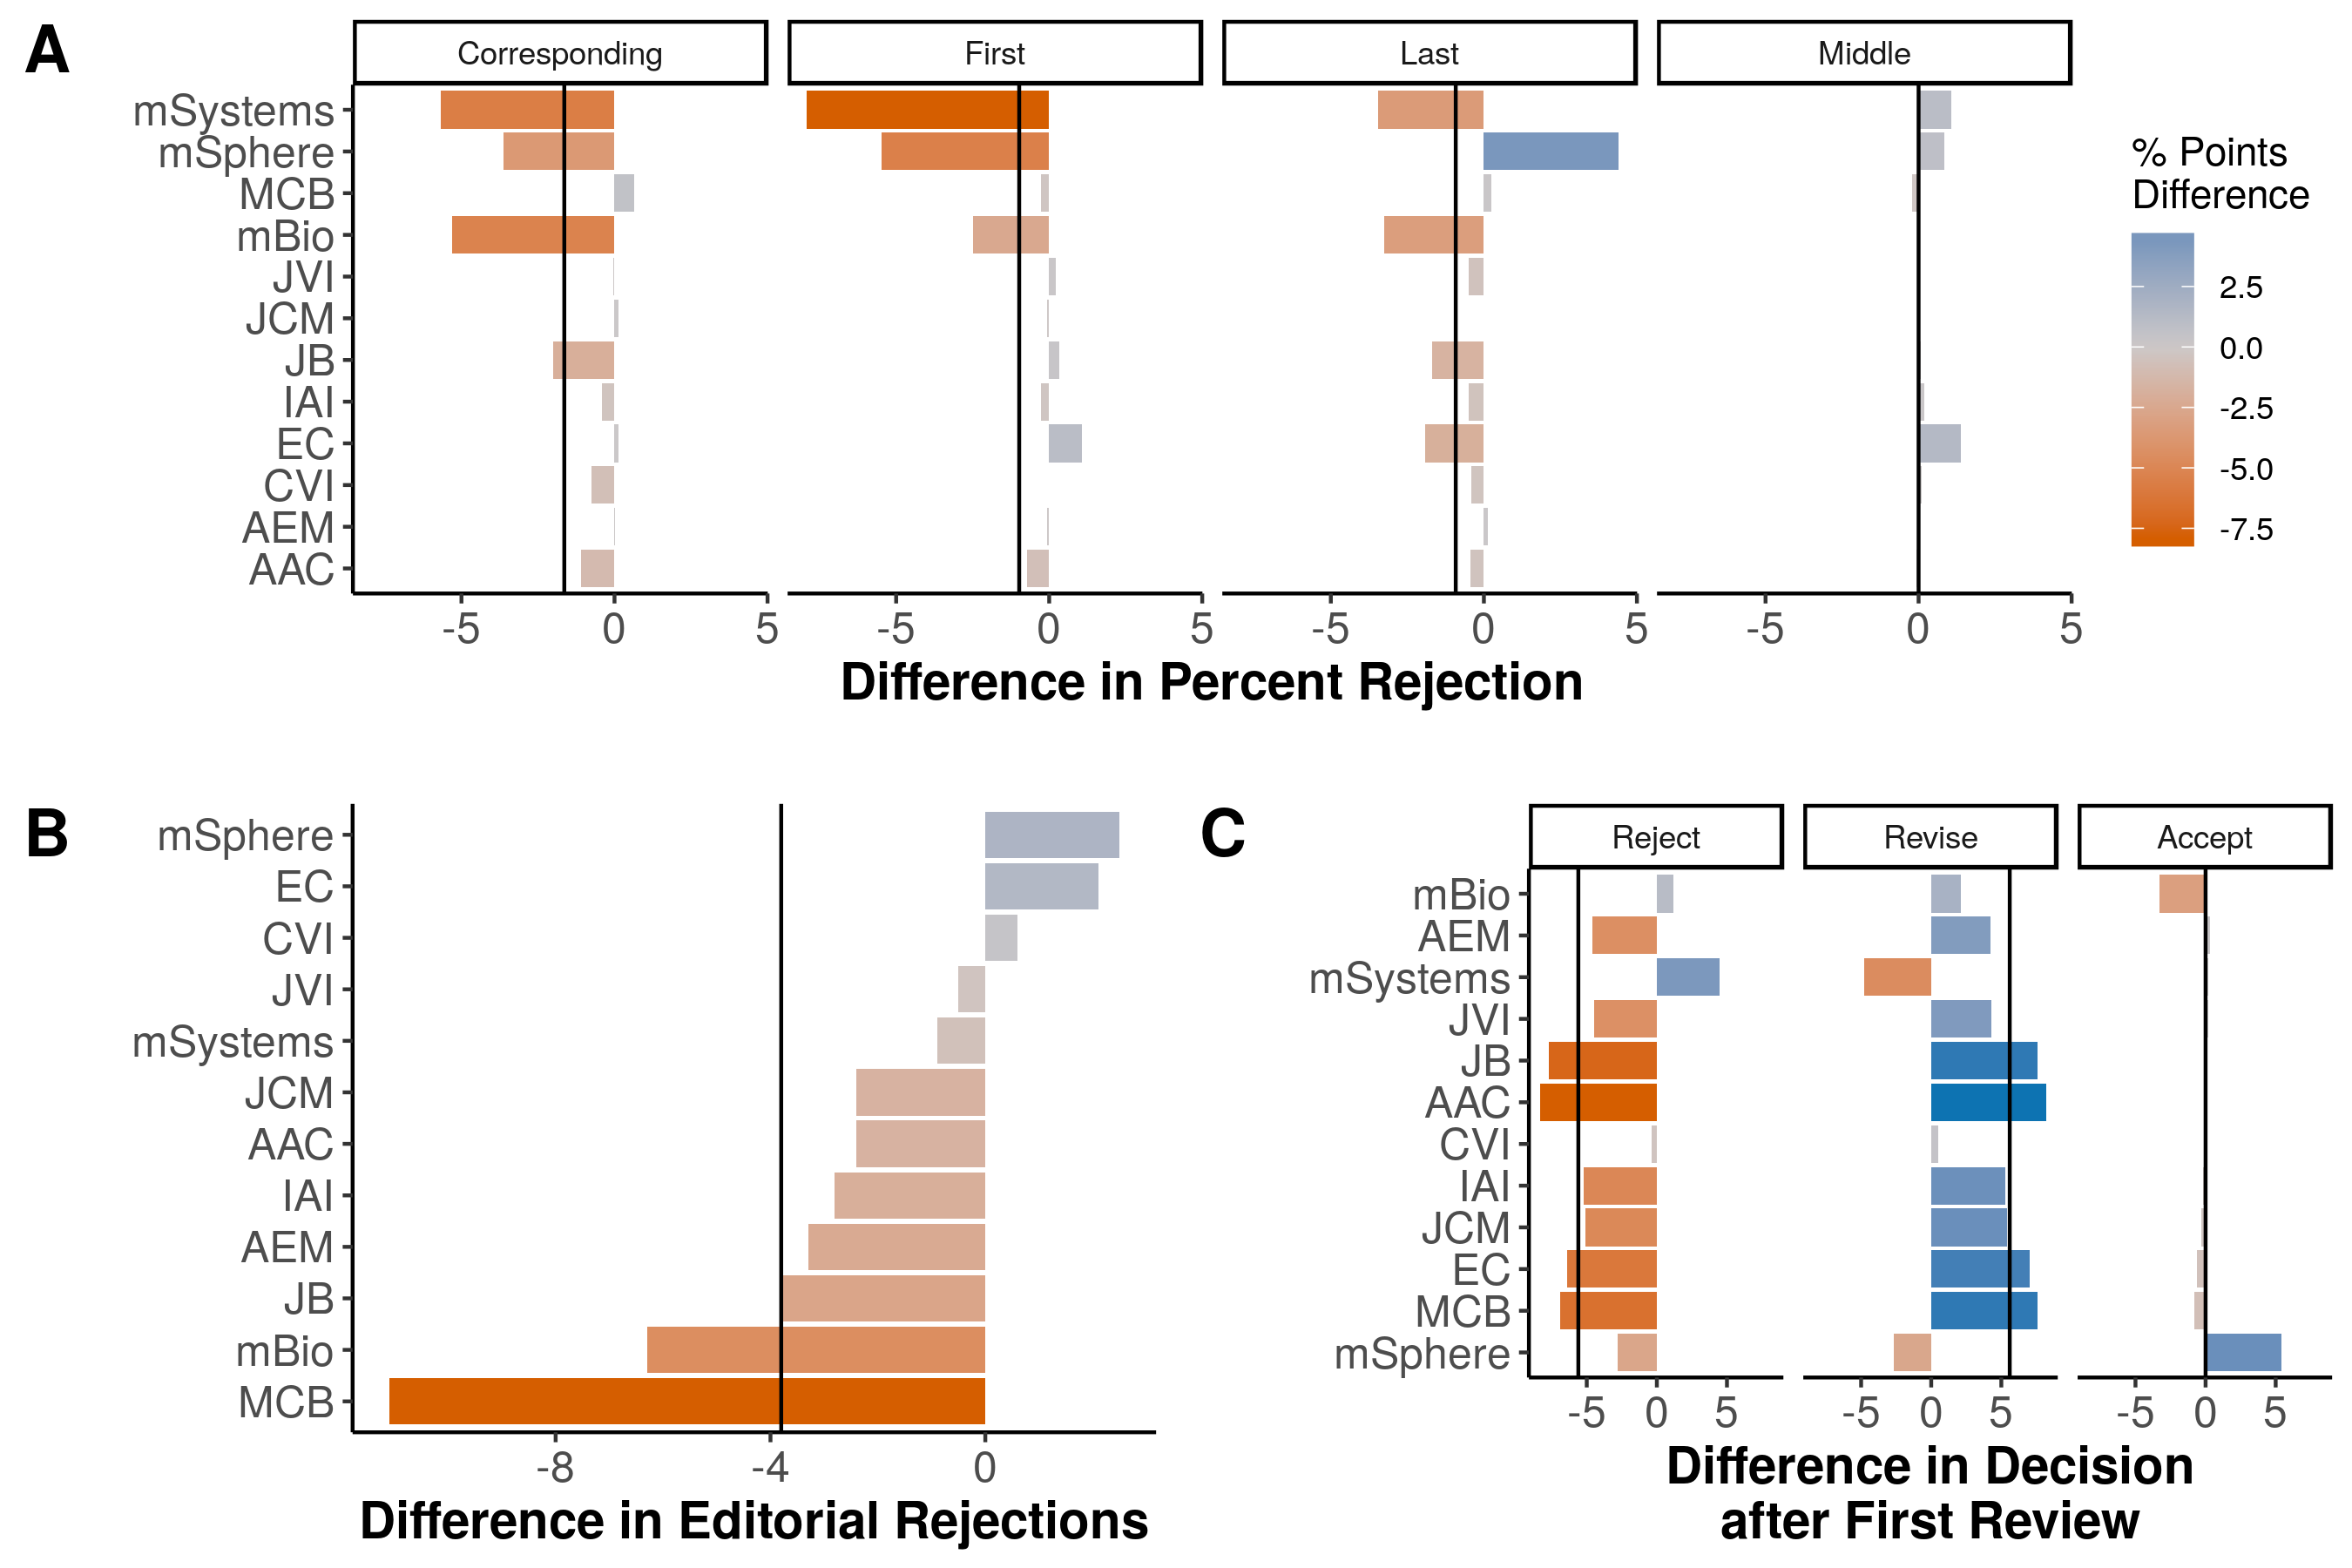 A
Corresponding First Last Middle
mSystems
mSphere
MCB
mBio
JVI
JCM
JB
IAI
EC
CVI
AEM
AAC
-5 0 5 -5 0 5 -5 0 5 -5 0 5
Difference in Percent Rejection
% Points
Difference
2.5
0.0
-2.5
-5.0
-7.5
B
mSphere
EC
CVI
JVI
mSystems
JCM
AAC
IAI
AEM
JB
mBio
MCB
-8 -4 0
Difference in Editorial Rejections
C
Reject Revise Accept
mBio
AEM
mSystems
JVI
JB
AAC
CVI
IAI
JCM
EC
MCB
mSphere
-5 0 5 -5 0 5 -5 0 5
Difference in Decision
after First Review